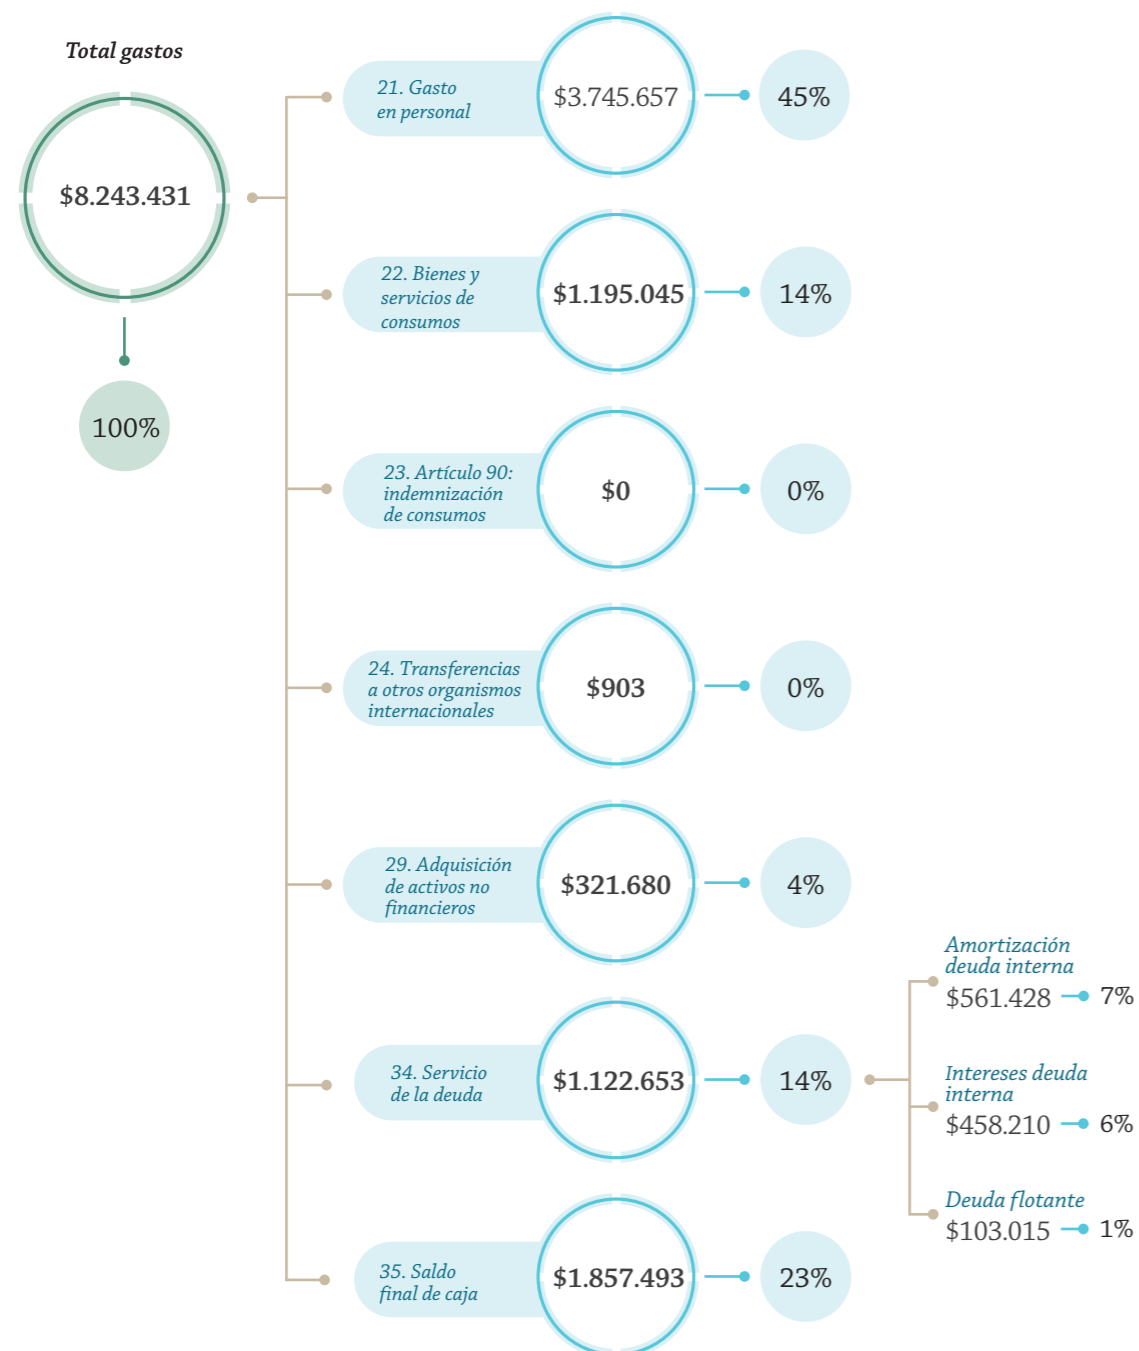 Total gastos
$8.243.431
100%
21. Gasto
en personal
$3.745.657
45%
22. Bienes y
servicios de
consumos
$1.195.045
14%
23. Artículo 90:
indemnización
de consumos
$0
0%
24. Transferencias
a otros organismos
internacionales
$903
0%
29. Adquisición
de activos no
financieros
$321.680
4%
34. Servicio
de la deuda
$1.122.653
14%
Amortización
deuda interna
$561.428 7%
Intereses deuda
interna
$458.210 6%
Deuda flotante
$103.015 1%
35. Saldo
final de caja
$1.857.493
23%